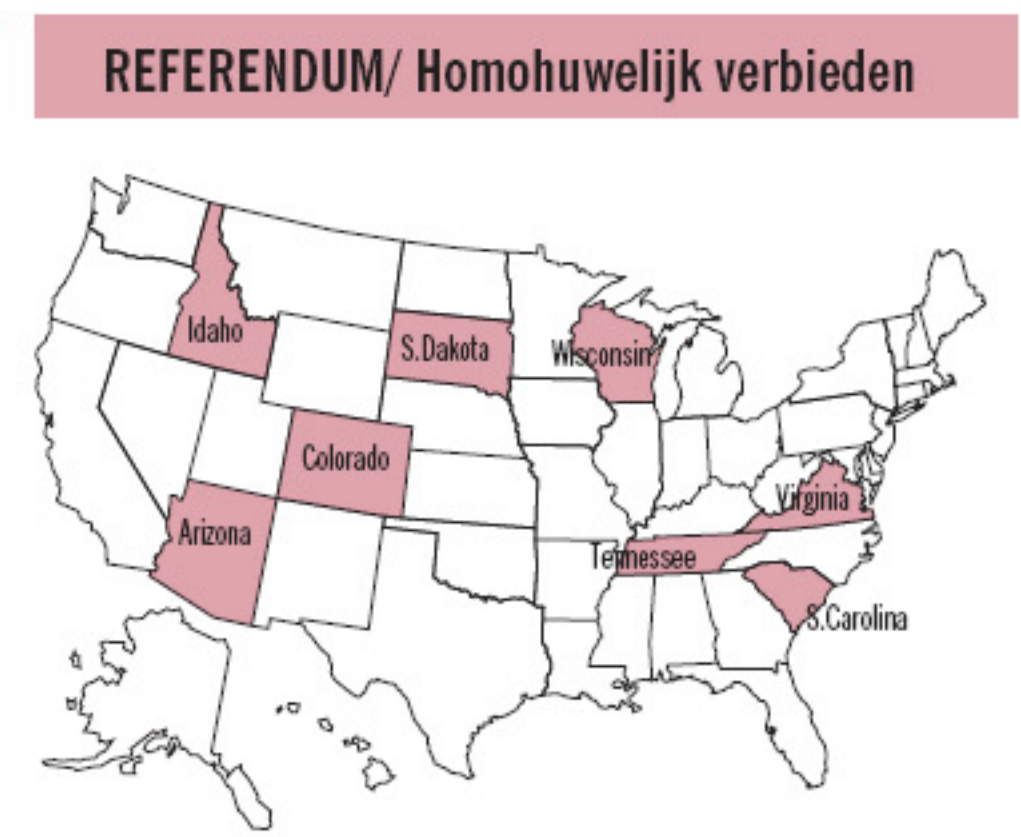 REFERENDUM/ Homohuwelijk verbieden
Idaho
S.Dakota
Wisconsin
Colorado
Virginia
Arizona
Tennessee
S.Carolina